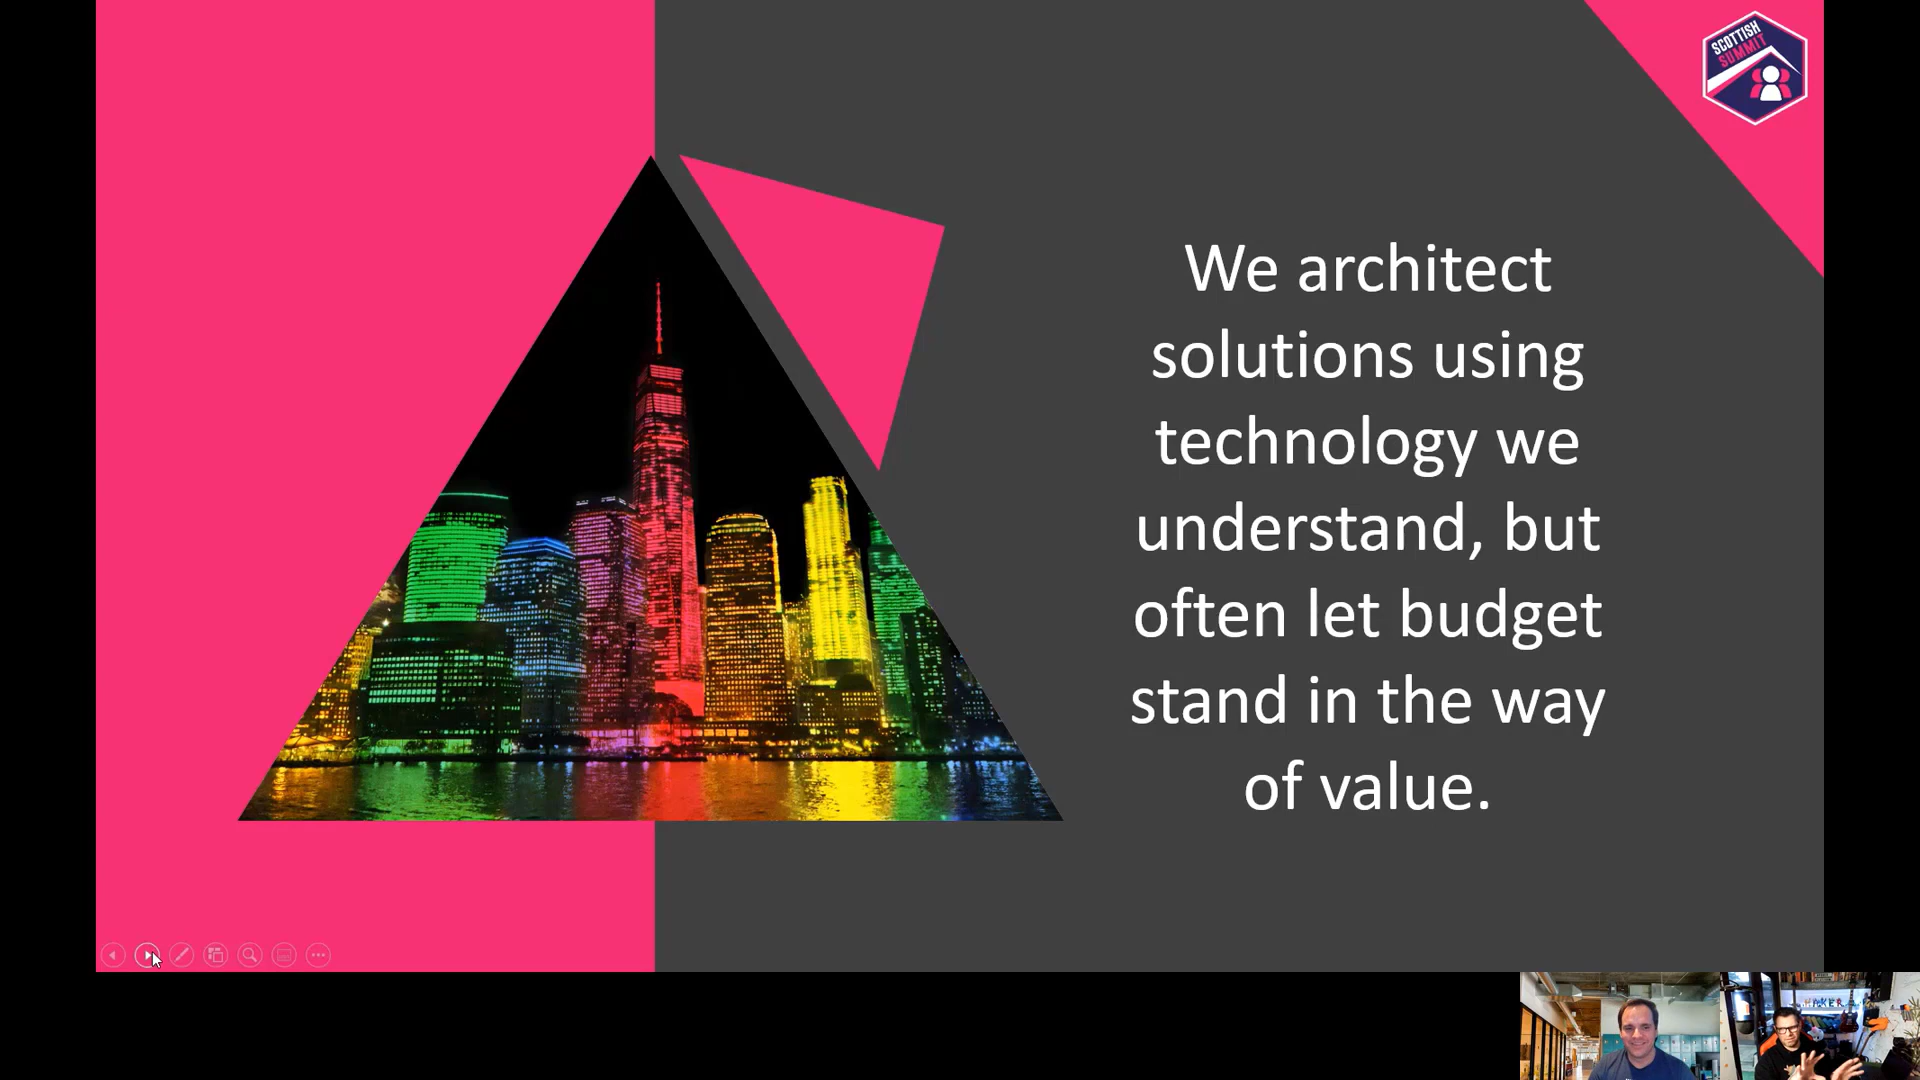 SCOTTISH
SUMMIT
We architect
solutions using
technology we
understand, but
often let budget
stand in the way
of value.